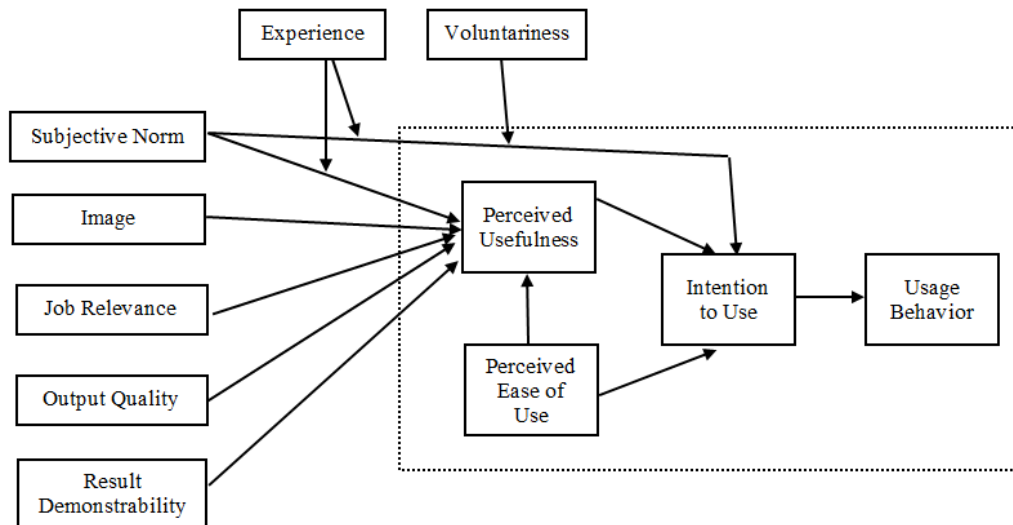 Experience
Voluntariness
Subjective Norm
Image
Job Relevance
Output Quality
Result
Demonstrability
Perceived
Usefulness
Perceived
Ease of
Use
Intention
to Use
Usage
Behavior